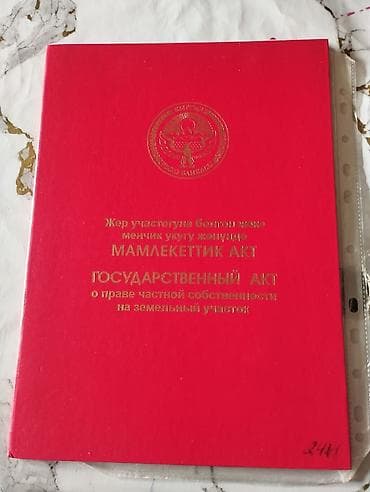 Жер участогуна болгон жеке
менчик укугу жөнүндө
МАМЛЕКЕТТИК АКТ
ГОСУДАРСТВЕННЫЙ АКТ
о праве частной собственности
на земельный участок